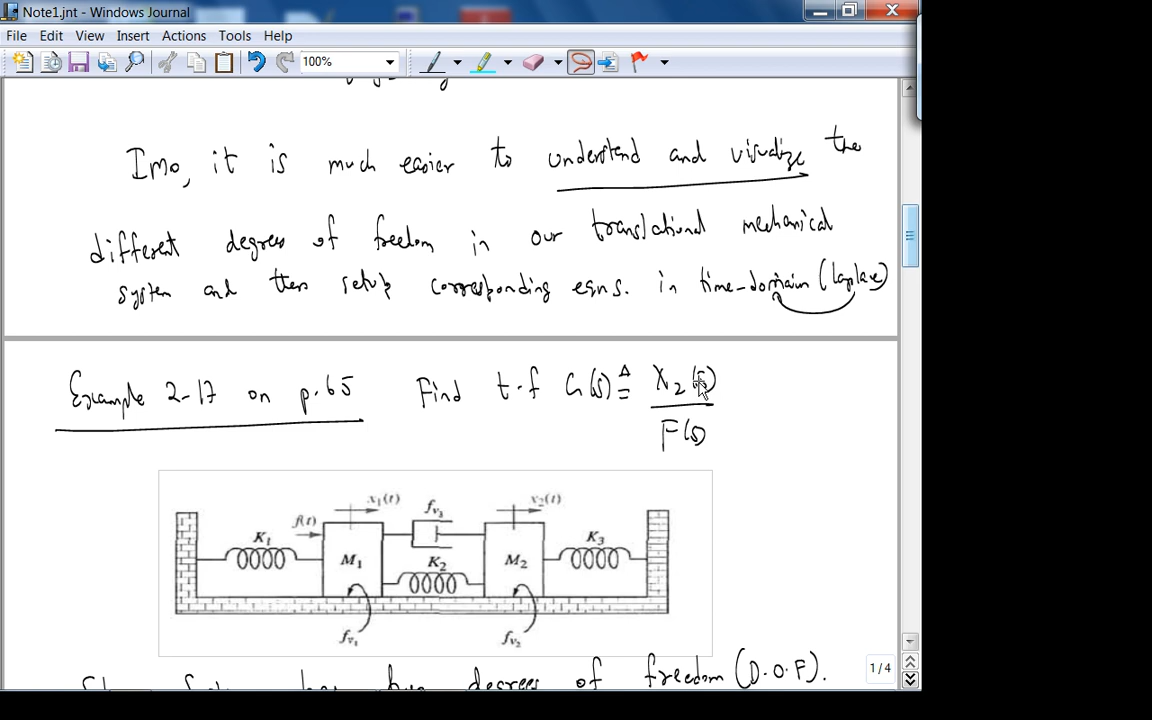 Note1.jnt - Windows Journal
File Edit View Insert Actions Tools Help
100%
Imo, it is much easier to understand and visualize the
different degrees of freedom in our translational mechanical
system and then setup corresponding eqns. in time-domain (laplace)
Example 2-17 on p.65 Find t.f G(s) ≜ X₂(s)
F(s)
x₁(t) x₂(t)
f(t) fv₃
K₁ M₁ K₂ M₂ K₃
fv₁ fv₂
degrees of freedom (D.O.F).
1/4